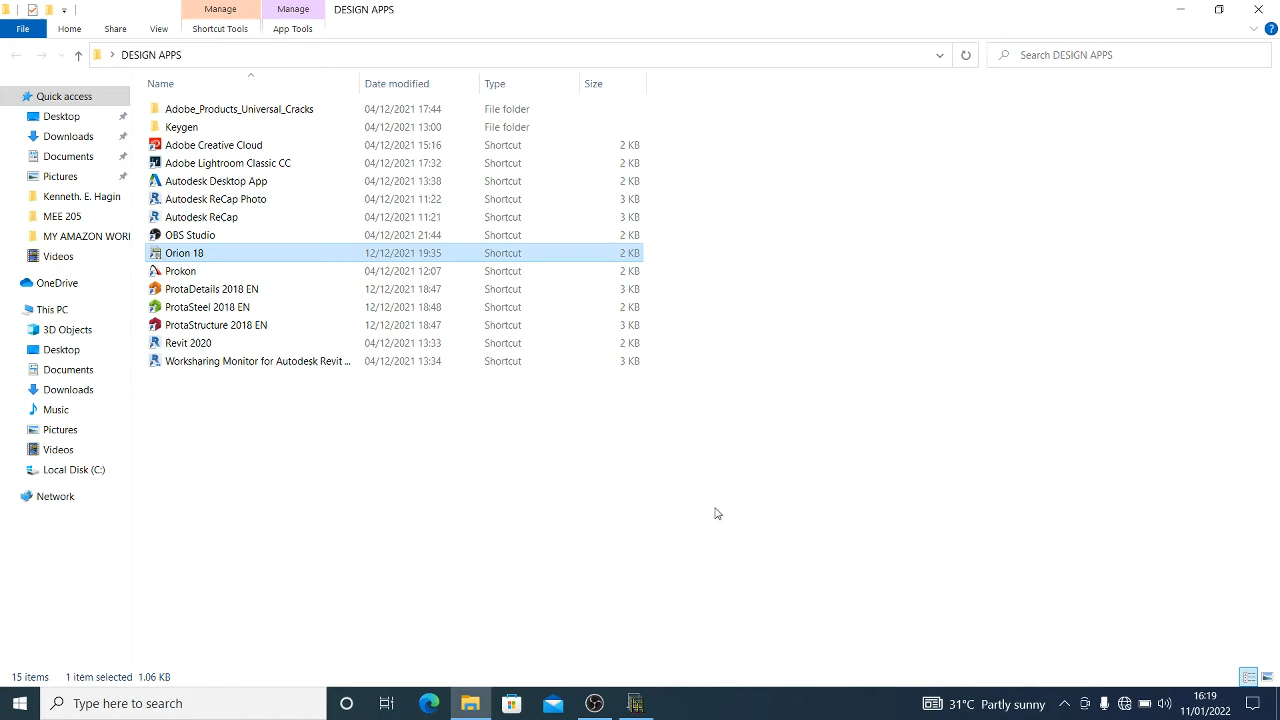 Manage Manage DESIGN APPS
File Home Share View Shortcut Tools App Tools
DESIGN APPS Search DESIGN APPS
Name Date modified Type Size
Quick access
Desktop
Downloads
Documents
Pictures
Kenneth. E. Hagin
MEE 205
MY AMAZON WOR
Videos
OneDrive
This PC
3D Objects
Desktop
Documents
Downloads
Music
Pictures
Videos
Local Disk (C:)
Network
Adobe_Products_Universal_Cracks 04/12/2021 17:44 File folder
Keygen 04/12/2021 13:00 File folder
Adobe Creative Cloud 04/12/2021 15:16 Shortcut 2 KB
Adobe Lightroom Classic CC 04/12/2021 17:32 Shortcut 2 KB
Autodesk Desktop App 04/12/2021 13:38 Shortcut 2 KB
Autodesk ReCap Photo 04/12/2021 11:22 Shortcut 3 KB
Autodesk ReCap 04/12/2021 11:21 Shortcut 3 KB
OBS Studio 04/12/2021 21:44 Shortcut 2 KB
Orion 18 12/12/2021 19:35 Shortcut 2 KB
Prokon 04/12/2021 12:07 Shortcut 2 KB
ProtaDetails 2018 EN 12/12/2021 18:47 Shortcut 3 KB
ProtaSteel 2018 EN 12/12/2021 18:48 Shortcut 2 KB
ProtaStructure 2018 EN 12/12/2021 18:47 Shortcut 3 KB
Revit 2020 04/12/2021 13:33 Shortcut 2 KB
Worksharing Monitor for Autodesk Revit ... 04/12/2021 13:34 Shortcut 3 KB
15 items 1 item selected 1.06 KB
Type here to search 31°C Partly sunny 16:19
11/01/2022